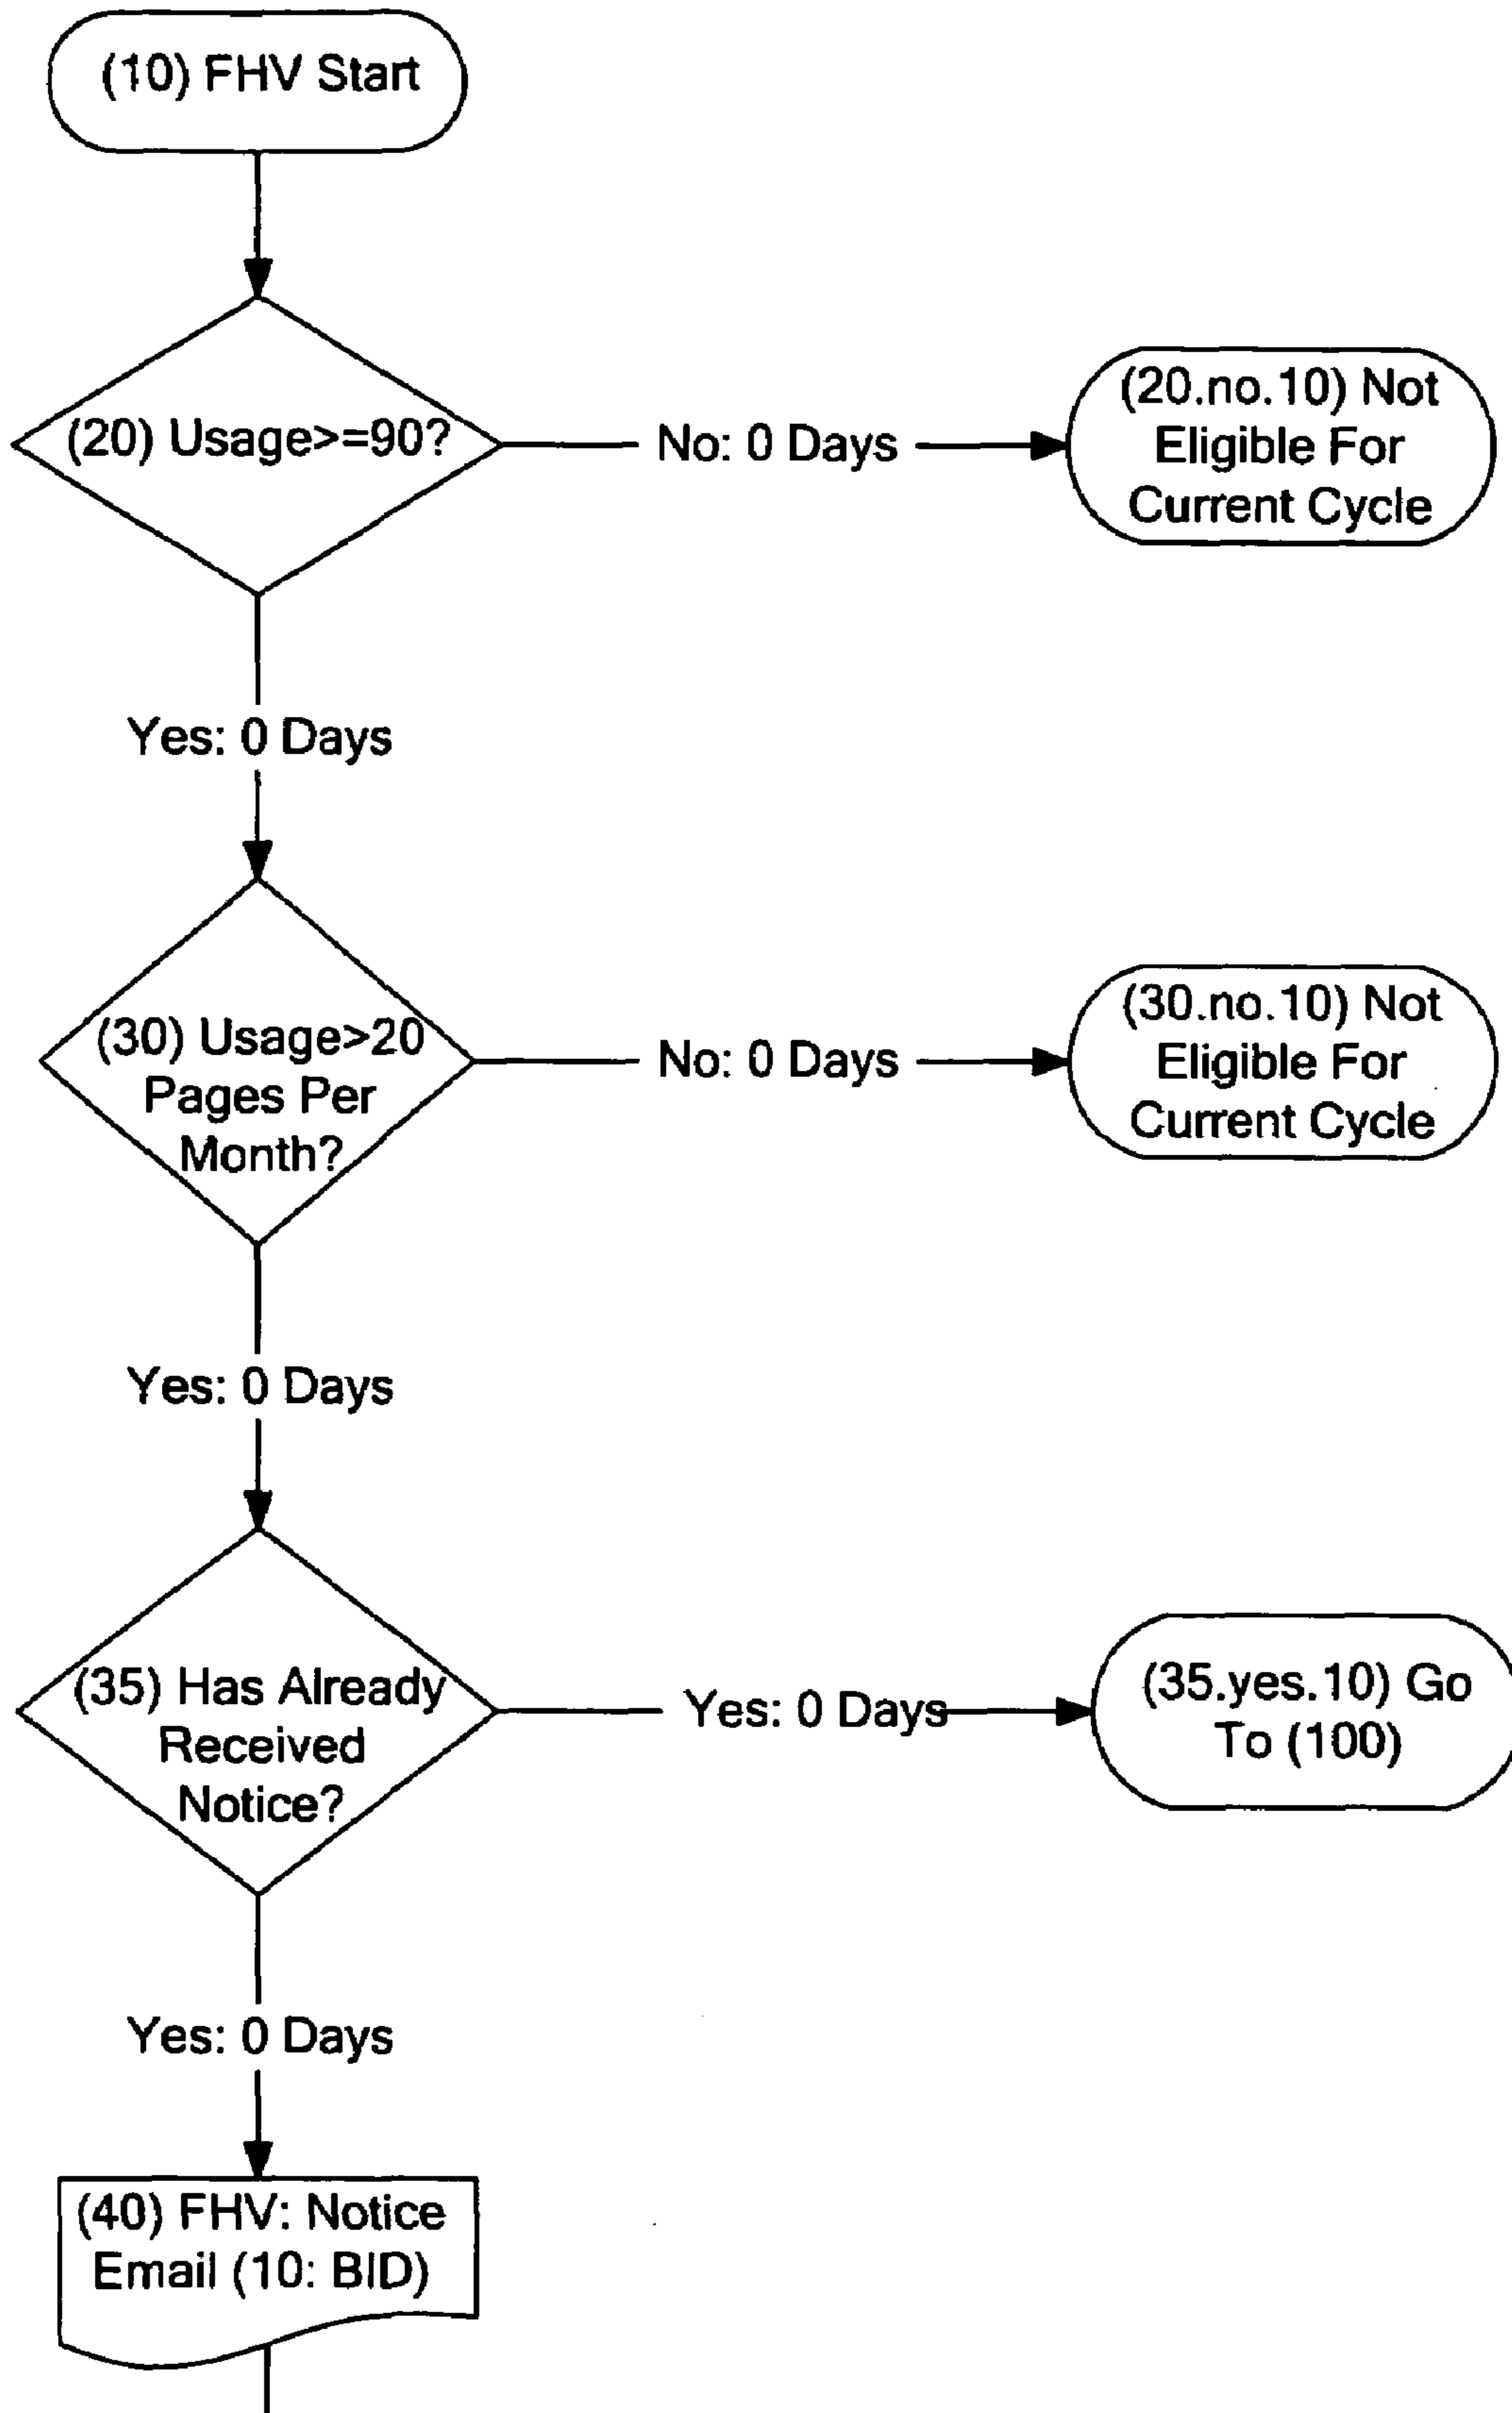 (10) FHV Start
(20) Usage>=90?
No: 0 Days
(20.no.10) Not
Eligible For
Current Cycle
Yes: 0 Days
(30) Usage>20
Pages Per
Month?
No: 0 Days
(30.no.10) Not
Eligible For
Current Cycle
Yes: 0 Days
(35) Has Already
Received
Notice?
Yes: 0 Days
(35.yes.10) Go
To (100)
Yes: 0 Days
(40) FHV: Notice
Email (10: BID)